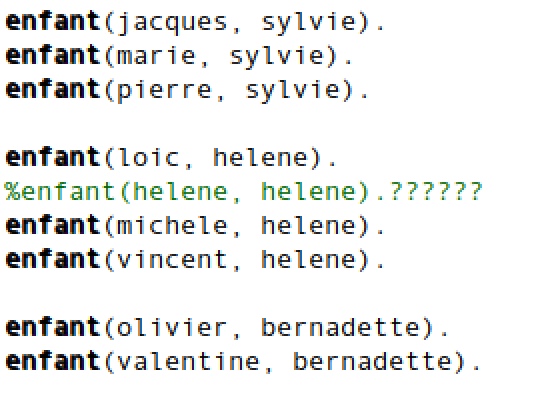 enfant(jacques, sylvie).
enfant(marie, sylvie).
enfant(pierre, sylvie).
enfant(loic, helene).
%enfant(helene, helene).??????
enfant(michele, helene).
enfant(vincent, helene).
enfant(olivier, bernadette).
enfant(valentine, bernadette).